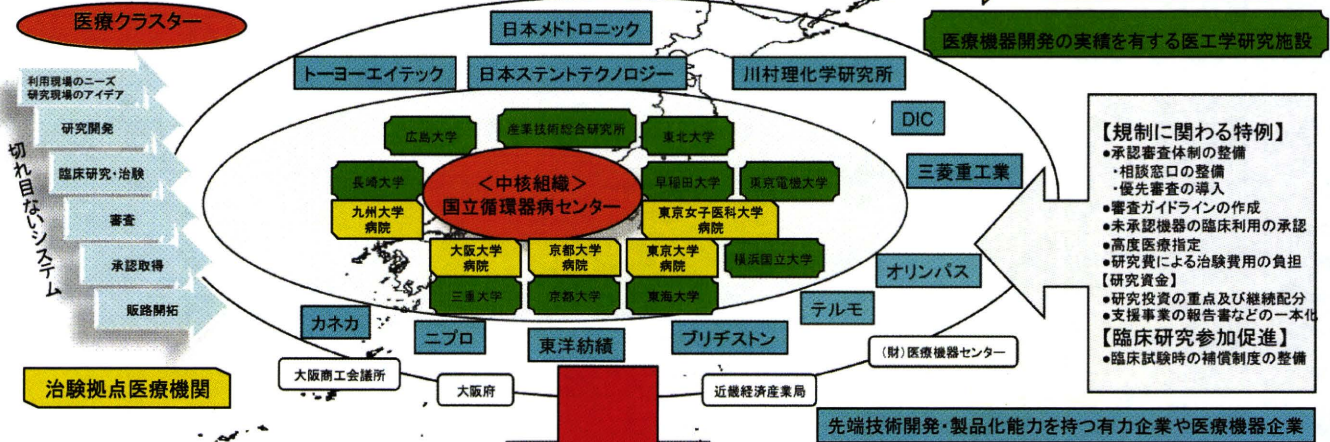 医療クラスター
日本メドトロニック
医療機器開発の実績を有する医工学研究施設
トーヨーエイテック
日本ステントテクノロジー
川村理化学研究所
利用現場のニーズ
研究現場のアイデア
研究開発
臨床研究・治験
審査
承認取得
販路開拓
切れ目ないシステム
DIC
三菱重工業
オリンパス
テルモ
ブリヂストン
東洋紡績
ニプロ
カネカ
広島大学
産業技術総合研究所
東北大学
長崎大学
<中核組織>
国立循環器病センター
早稲田大学
東京電機大学
九州大学
病院
東京女子医科大学
病院
大阪大学
病院
京都大学
病院
東京大学
病院
横浜国立大学
三重大学
京都大学
東海大学
【規制に関わる特例】
●承認審査体制の整備
・相談窓口の整備
・優先審査の導入
●審査ガイドラインの作成
●未承認機器の臨床利用の承認
●高度医療指定
●研究費による治験費用の負担
【研究資金】
●研究投資の重点及び継続配分
●支援事業の報告書などの一本化
【臨床研究参加促進】
●臨床試験時の補償制度の整備
(財)医療機器センター
大阪商工会議所
大阪府
近畿経済産業局
治験拠点医療機関
先端技術開発・製品化能力を持つ有力企業や医療機器企業